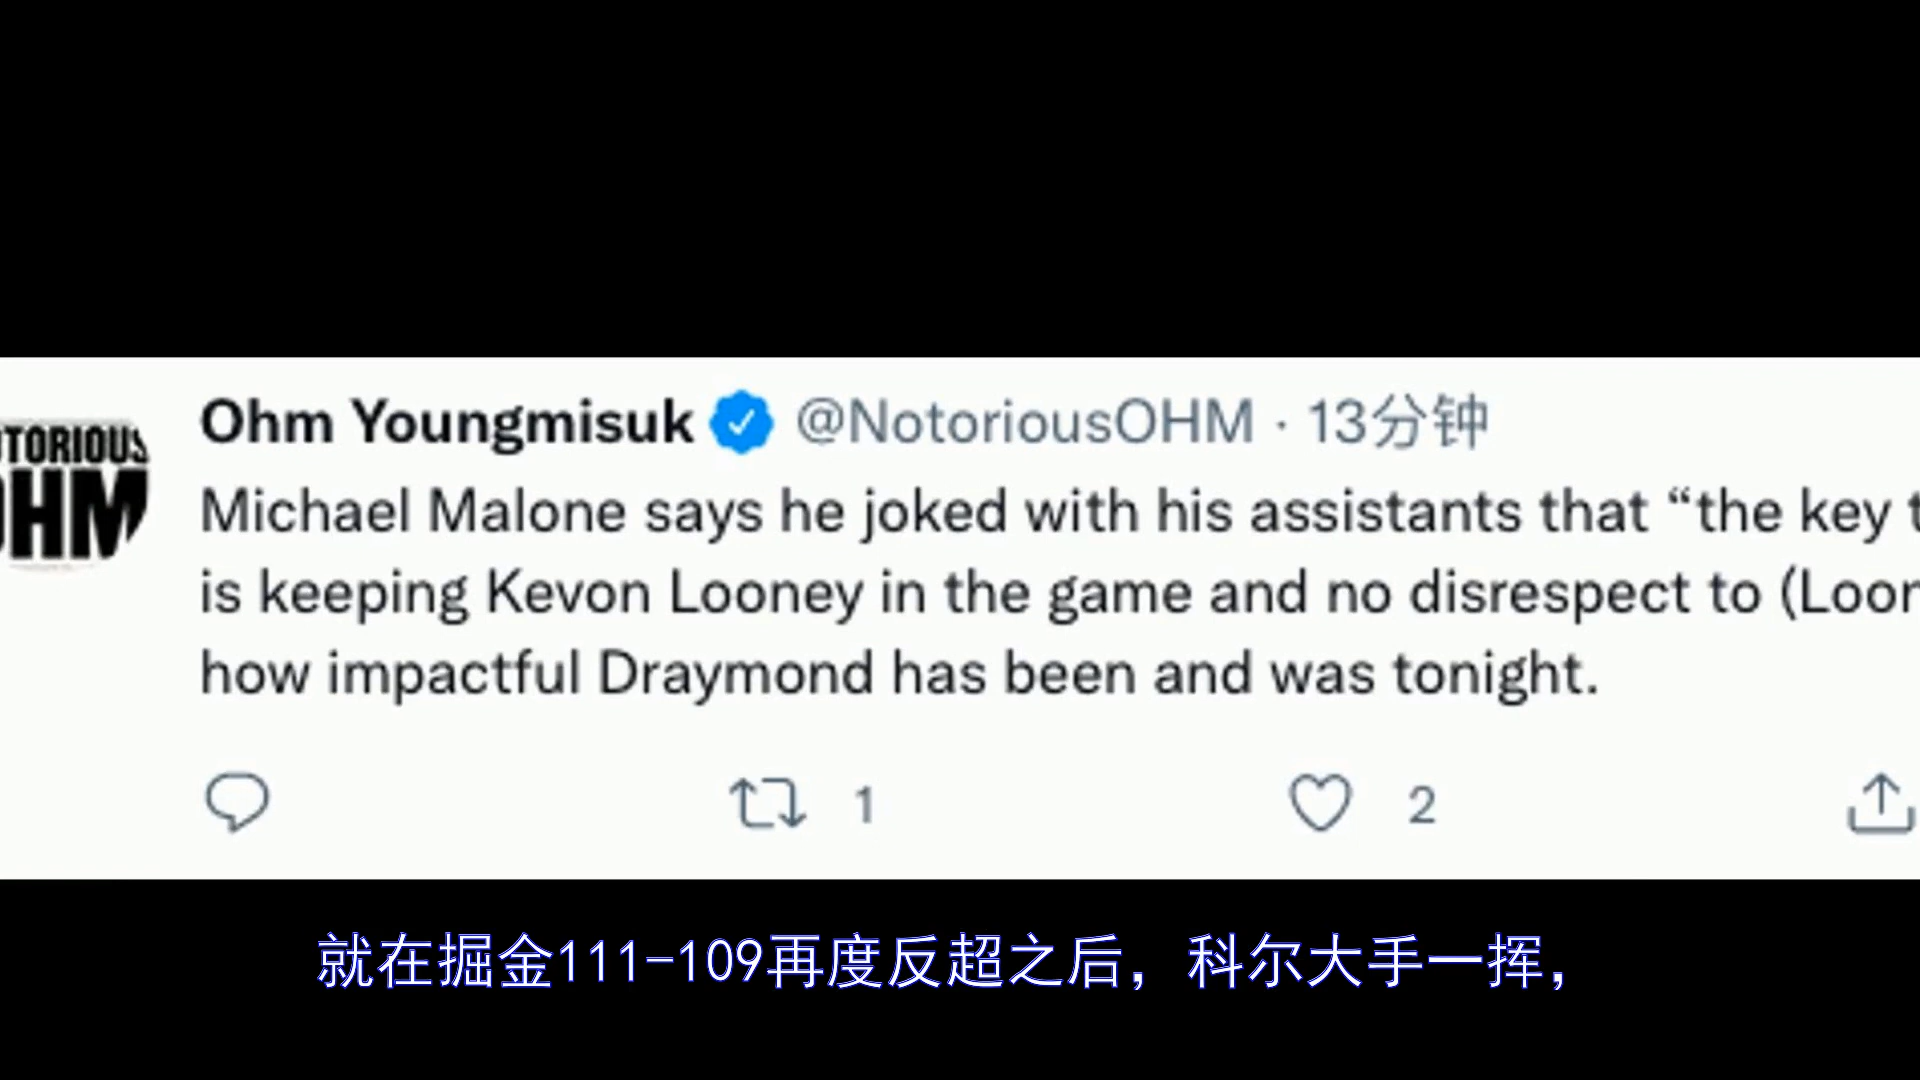 TORIOUS
OHM
Ohm Youngmisuk @NotoriousOHM · 13分钟
Michael Malone says he joked with his assistants that “the key
is keeping Kevon Looney in the game and no disrespect to
how impactful Draymond has been and was tonight.
1 2
就在掘金111-109再度反超之后，科尔大手一挥，